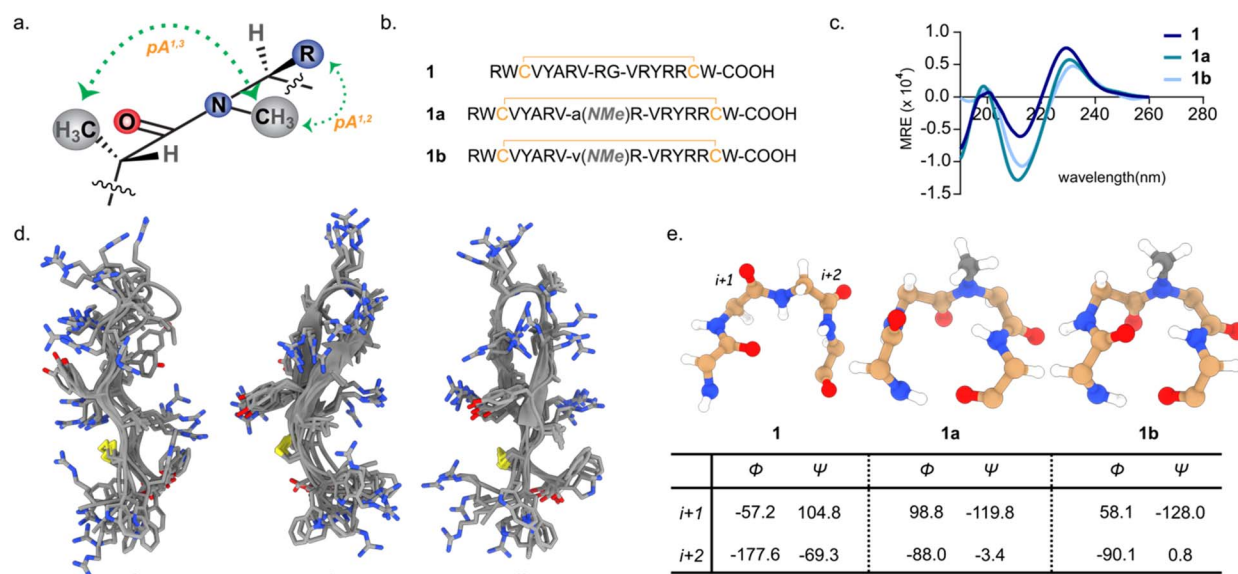 a.
H
pA1,3
R
N
O
H3C
CH3
H
pA1,2
b.
1 RWCVYARV-RG-VRYRRCW-COOH
1a RWCVYARV-a(NMe)R-VRYRRCW-COOH
1b RWCVYARV-v(NMe)R-VRYRRCW-COOH
c.
MRE (x 10⁴)
1.0
0.5
0.0
-0.5
-1.0
-1.5
200 220 240 260 280
wavelength(nm)
1
1a
1b
d.
e.
i+1 i+2
1 1a 1b
Φ Ψ Φ Ψ Φ Ψ
i+1 -57.2 104.8 98.8 -119.8 58.1 -128.0
i+2 -177.6 -69.3 -88.0 -3.4 -90.1 0.8